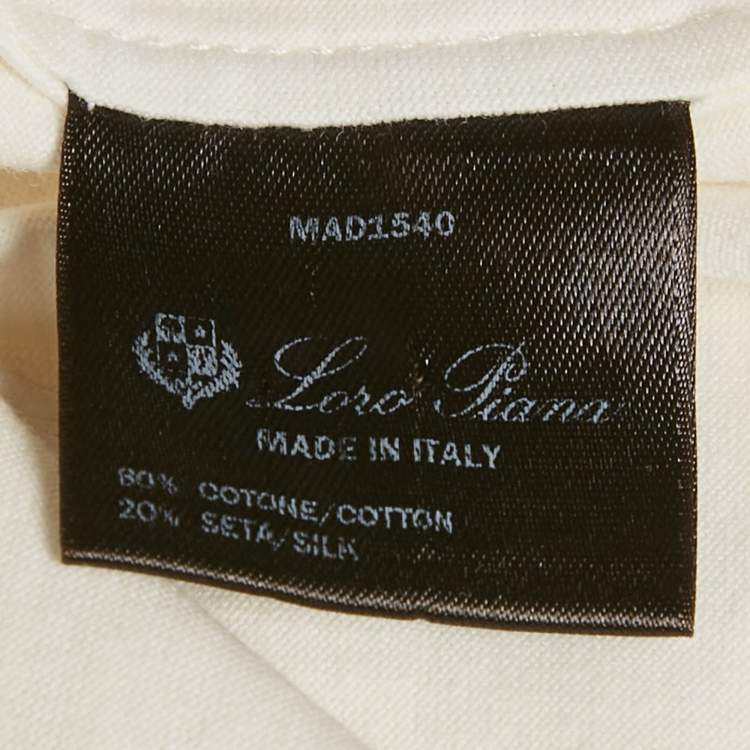 MAD1540
Loro Piana
MADE IN ITALY
80% COTONE/COTTON
20% SETA/SILK